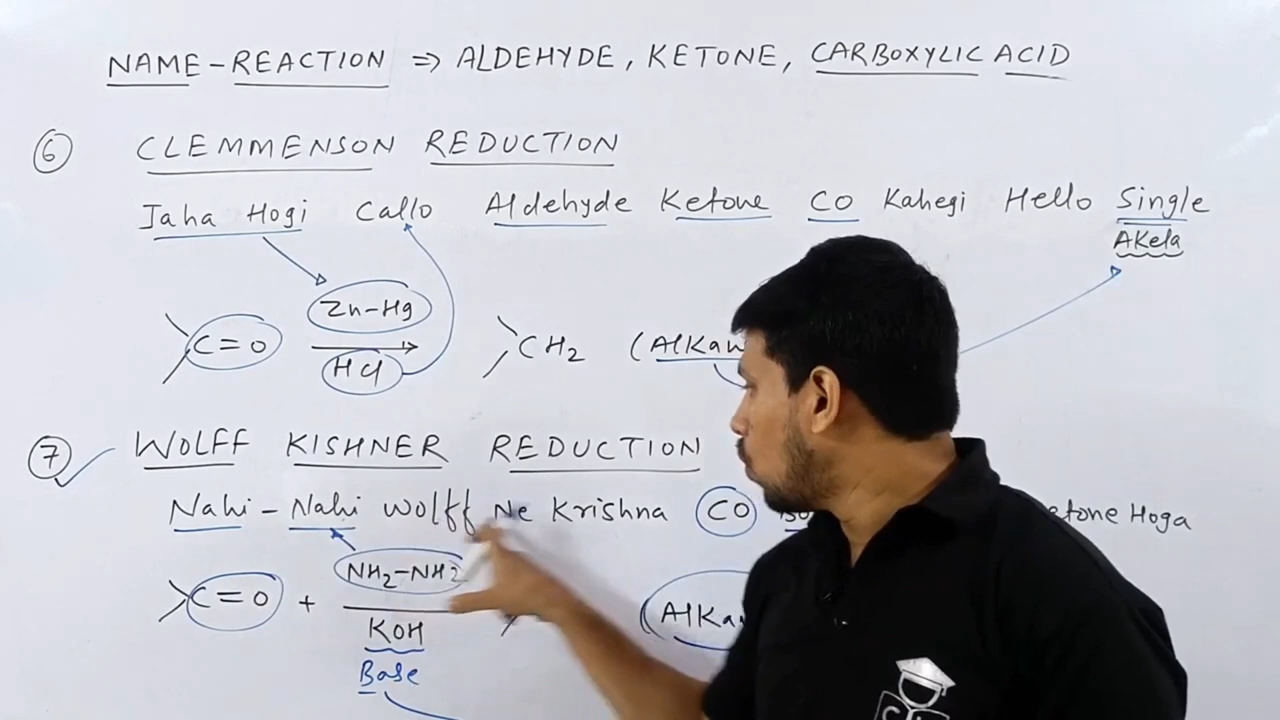 NAME-REACTION ⇒ ALDEHYDE, KETONE, CARBOXYLIC ACID
6 CLEMMENSON REDUCTION
Jaha Hogi Callo Aldehyde Ketone CO Kahegi Hello Single
AKela
C=O Zn-Hg HCl → CH2 (AlKan
7 WOLFF KISHNER REDUCTION
Nahi - Nahi Wolff Ne Krishna CO etone Hoga
C=O + NH2-NH2 KOH (AlKan
Base